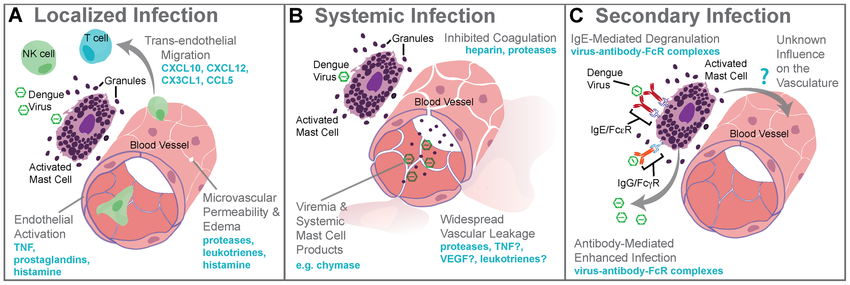 A Localized Infection
T cell
NK cell
Trans-endothelial
Migration
CXCL10, CXCL12,
CX3CL1, CCL5
Granules
Dengue
Virus
Activated
Mast Cell
Blood Vessel
Endothelial
Activation
TNF,
prostaglandins,
histamine
Microvascular
Permeability &
Edema
proteases,
leukotrienes,
histamine
B Systemic Infection
Inhibited Coagulation
heparin, proteases
Granules
Dengue
Virus
Activated
Mast Cell
Blood Vessel
Viremia &
Systemic
Mast Cell
Products
e.g. chymase
Widespread
Vascular Leakage
proteases, TNF?,
VEGF?, leukotrienes?
C Secondary Infection
IgE-Mediated Degranulation
virus-antibody-FcR complexes
Unknown
Influence
on the
Vasculature
Dengue
Virus
Activated
Mast Cell
?
IgE/FcεR
Blood Vessel
IgG/FcγR
Antibody-Mediated
Enhanced Infection
virus-antibody-FcR complexes